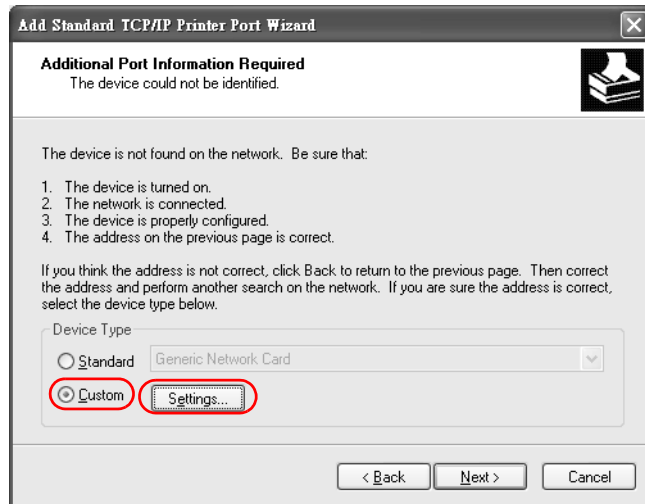 Add Standard TCP/IP Printer Port Wizard
Additional Port Information Required
The device could not be identified.
The device is not found on the network. Be sure that:
1. The device is turned on.
2. The network is connected.
3. The device is properly configured.
4. The address on the previous page is correct.
If you think the address is not correct, click Back to return to the previous page. Then correct
the address and perform another search on the network. If you are sure the address is correct,
select the device type below.
Device Type
Standard Generic Network Card
Custom Settings...
< Back Next > Cancel